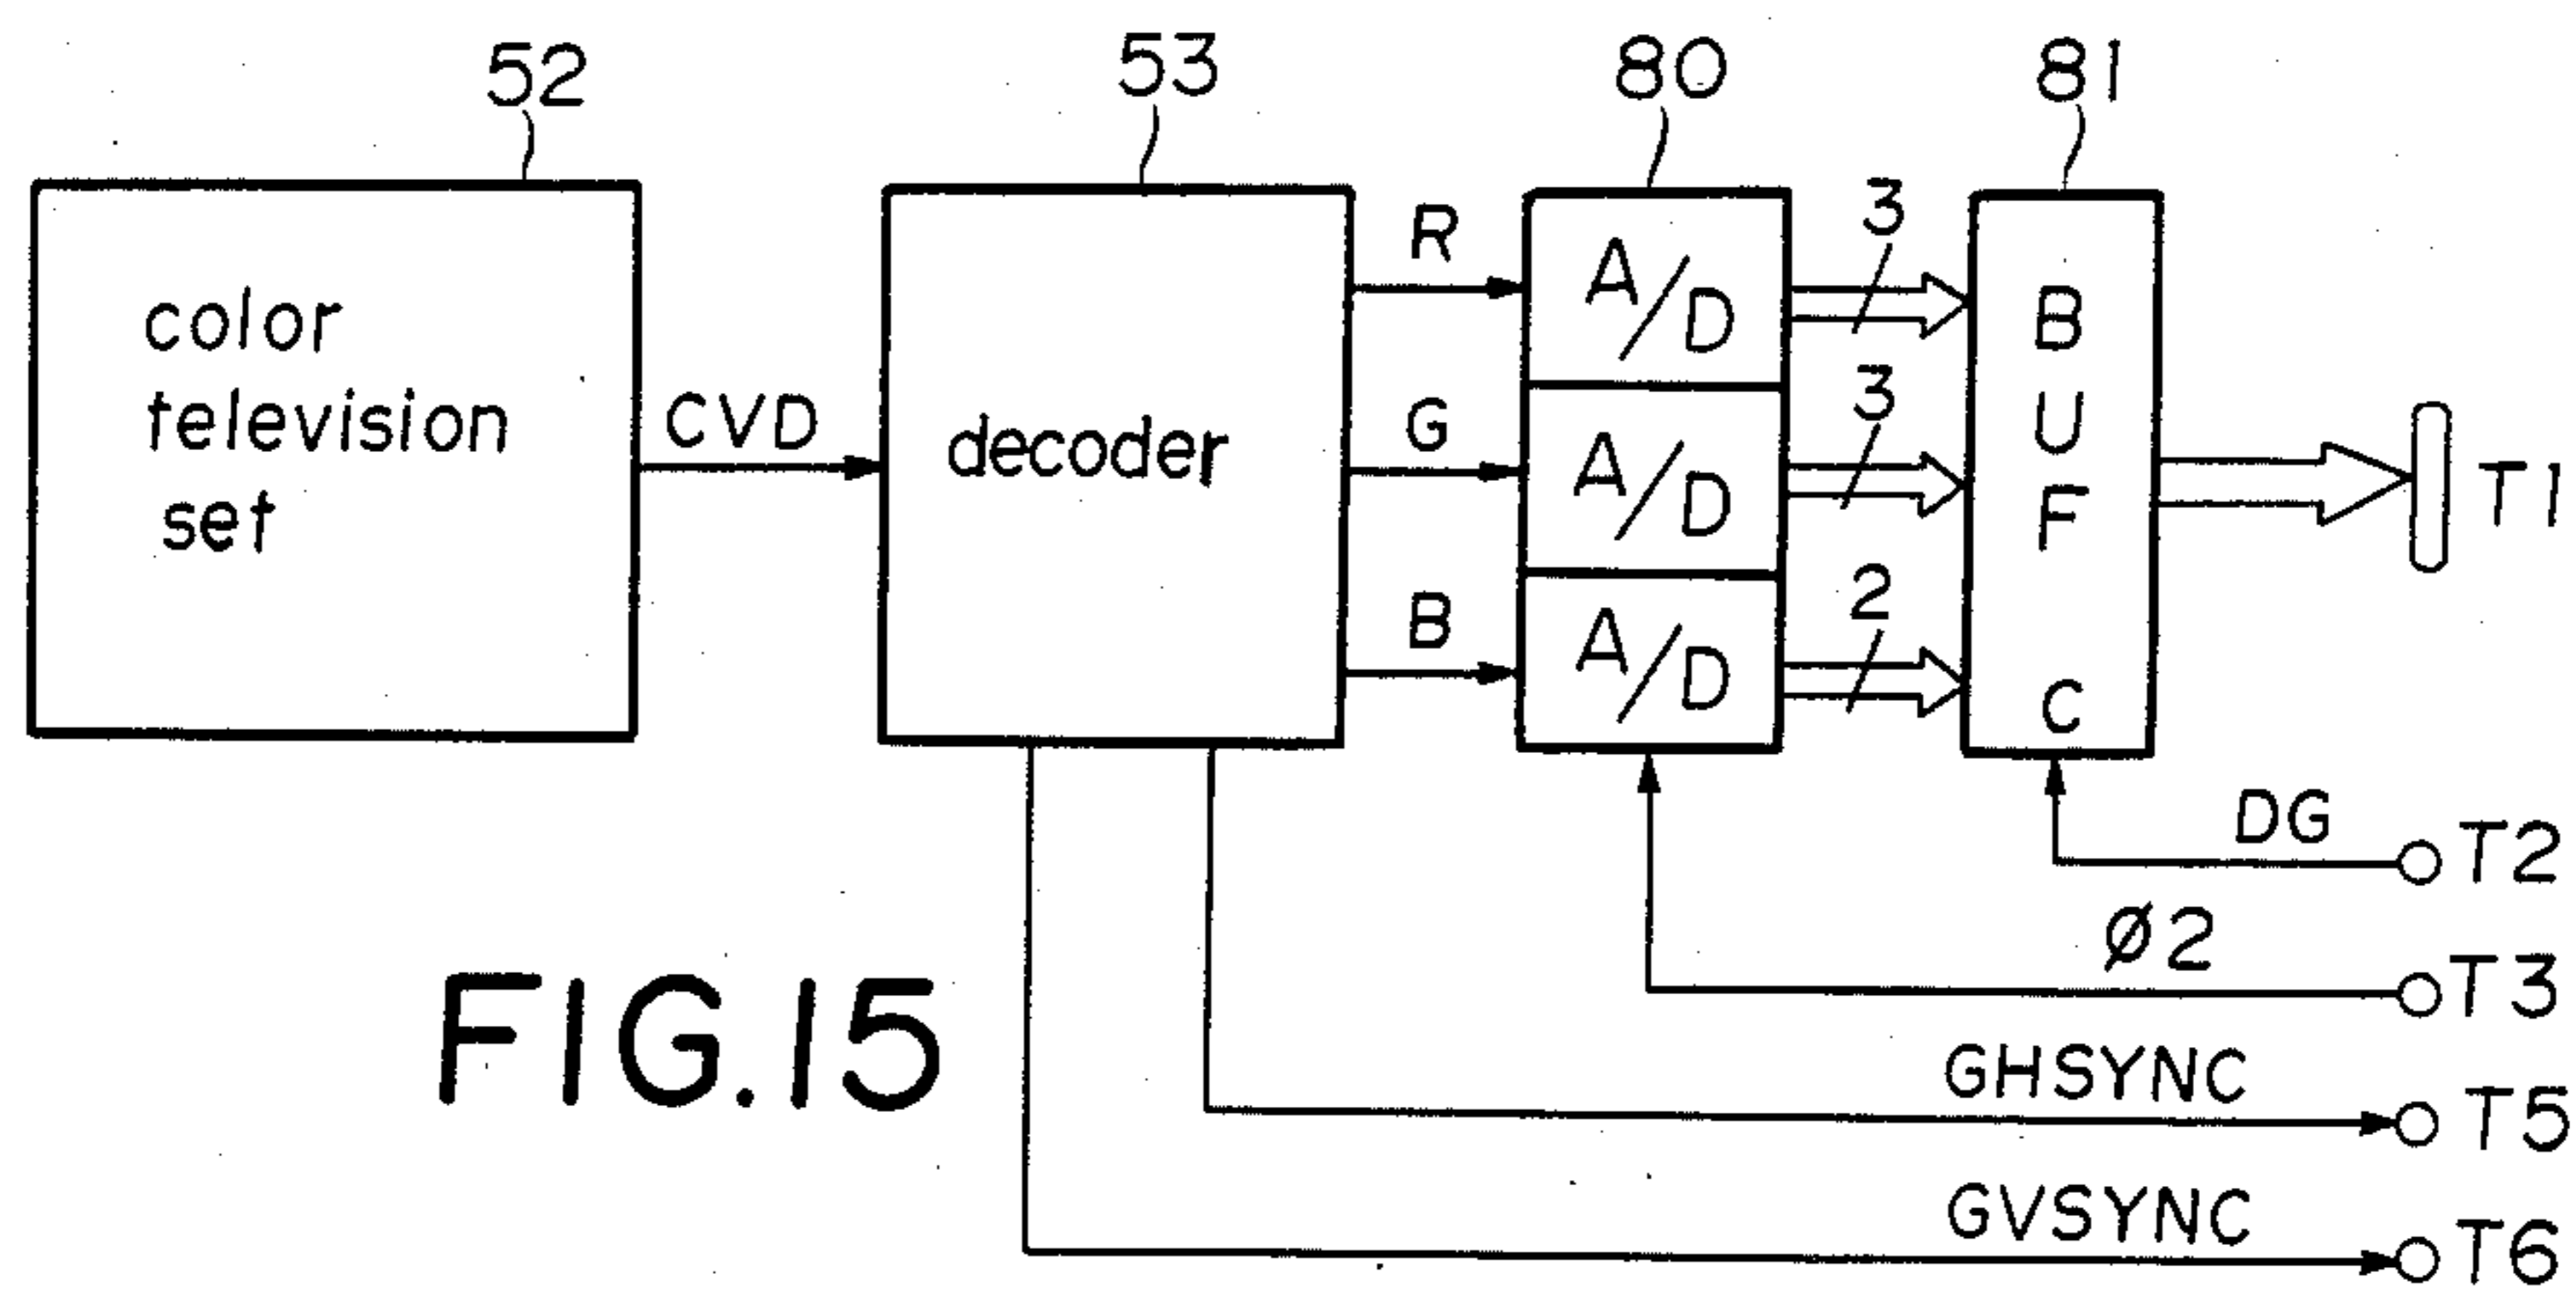 52
53
80
81
color
television
set
CVD
decoder
R
G
B
A/D
A/D
A/D
3
3
2
B
U
F
C
T1
DG
T2
Ø2
T3
GHSYNC
T5
GVSYNC
T6
FIG.15